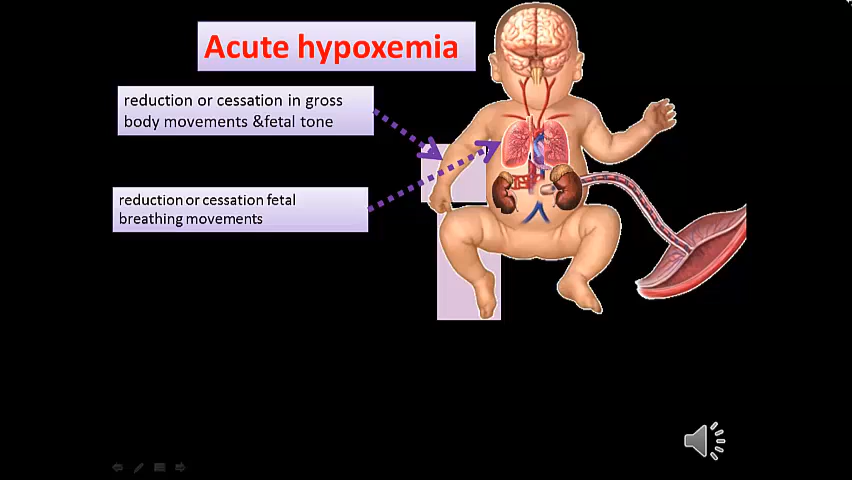 Acute hypoxemia
reduction or cessation in gross
body movements &fetal tone
reduction or cessation fetal
breathing movements